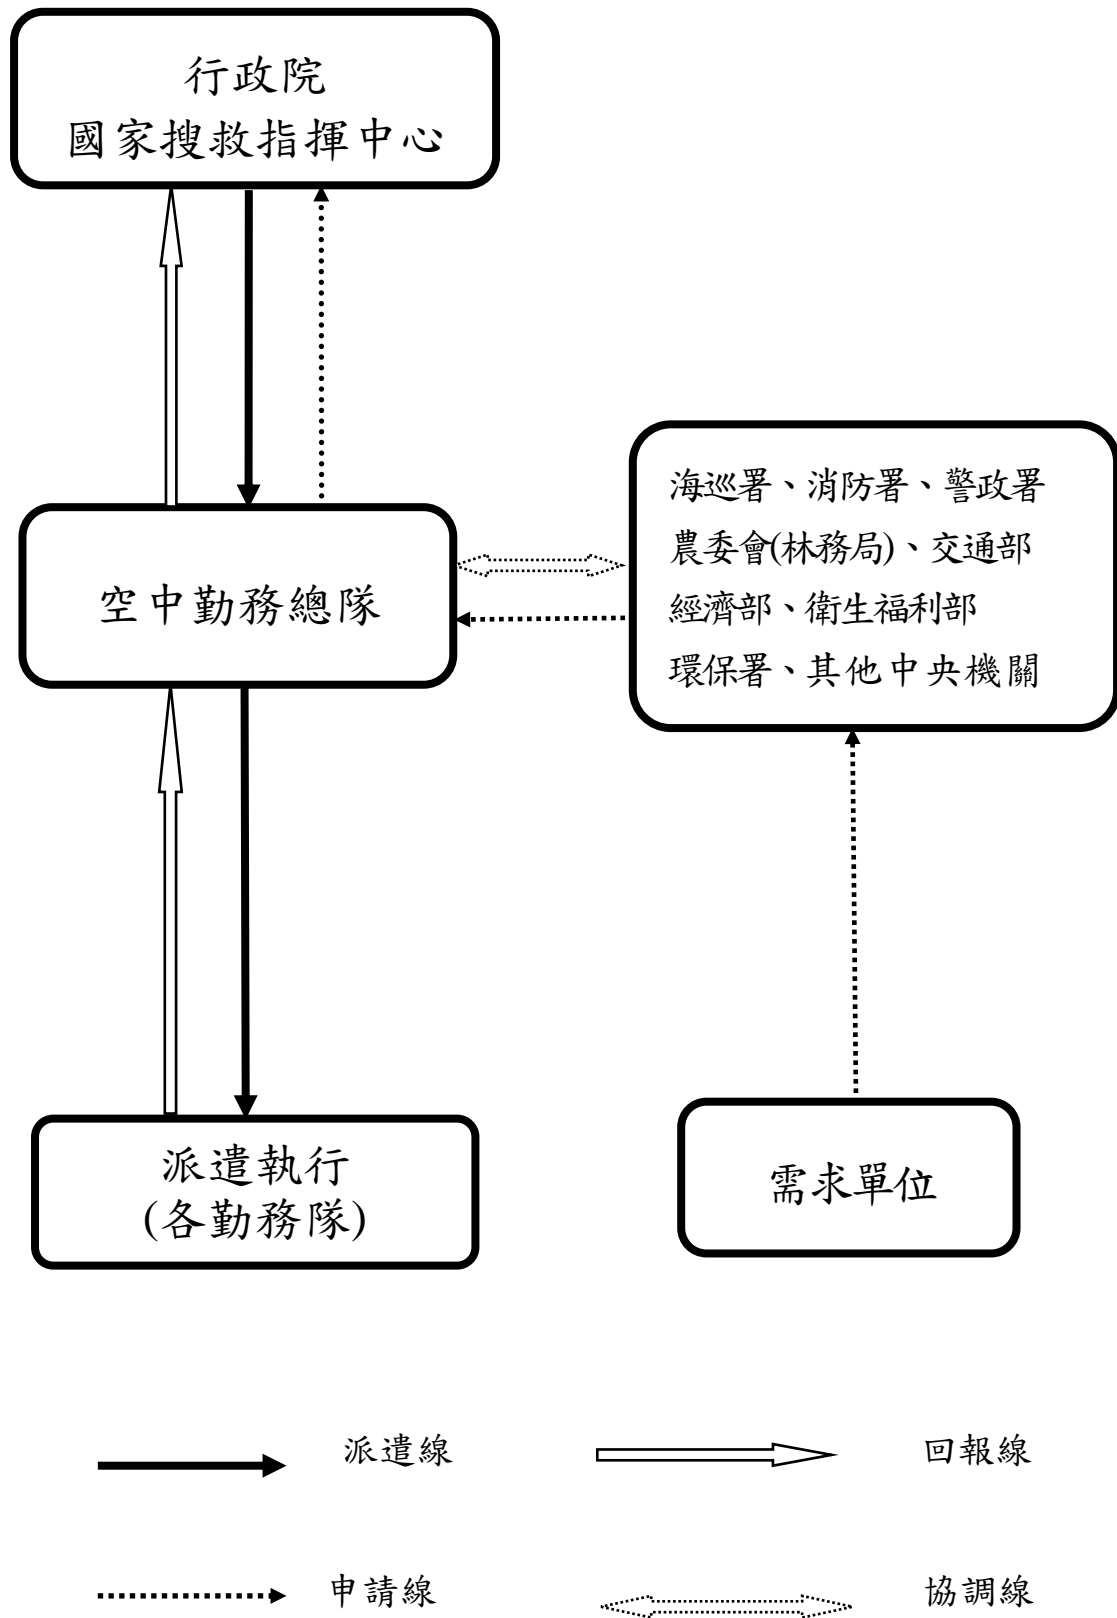 行政院
國家搜救指揮中心
海巡署、消防署、警政署
農委會(林務局)、交通部
經濟部、衛生福利部
環保署、其他中央機關
空中勤務總隊
派遣執行
(各勤務隊)
需求單位
派遣線
回報線
申請線
協調線